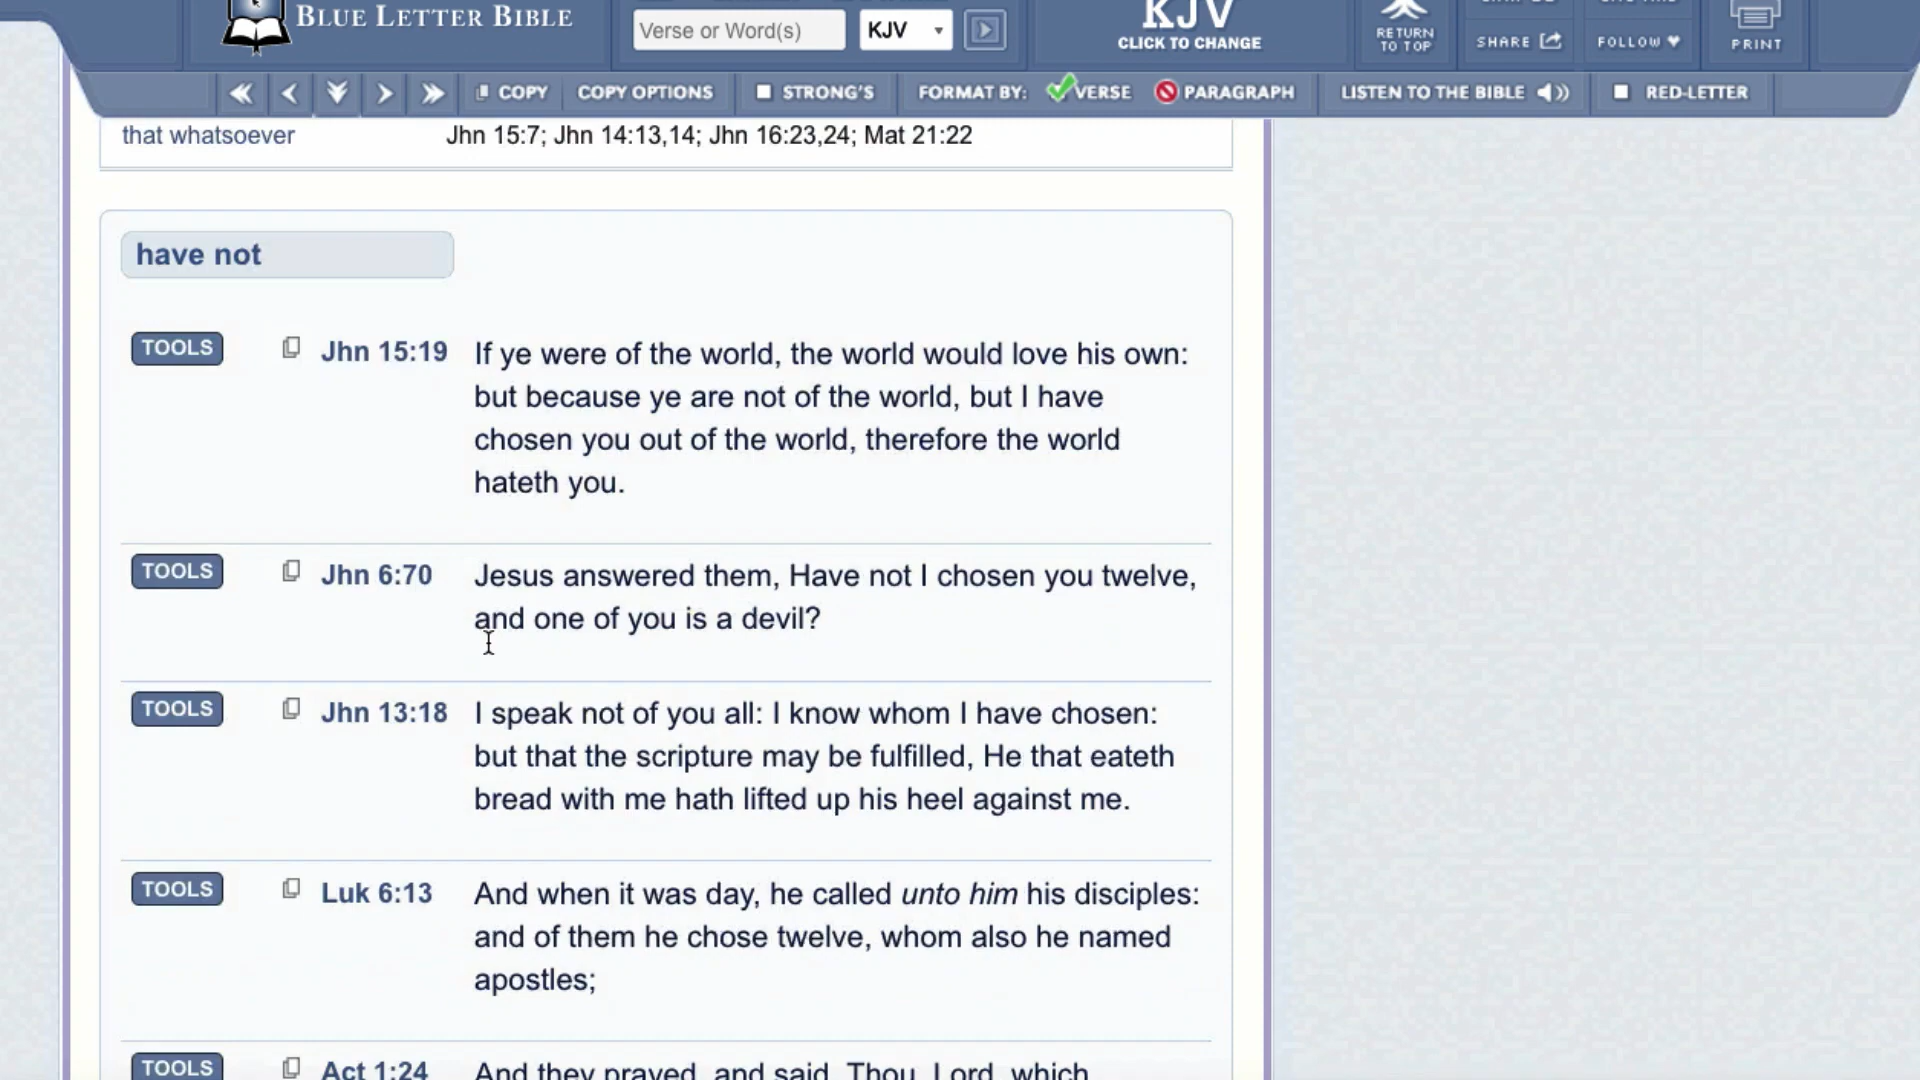 BLUE LETTER BIBLE
Verse or Word(s)
KJV
KJV
CLICK TO CHANGE
RETURN
TO TOP
SHARE
FOLLOW
PRINT
COPY
COPY OPTIONS
STRONG'S
FORMAT BY:
VERSE
PARAGRAPH
LISTEN TO THE BIBLE
RED-LETTER
that whatsoever Jhn 15:7; Jhn 14:13,14; Jhn 16:23,24; Mat 21:22
have not
TOOLS Jhn 15:19 If ye were of the world, the world would love his own:
but because ye are not of the world, but I have
chosen you out of the world, therefore the world
hateth you.
TOOLS Jhn 6:70 Jesus answered them, Have not I chosen you twelve,
and one of you is a devil?
TOOLS Jhn 13:18 I speak not of you all: I know whom I have chosen:
but that the scripture may be fulfilled, He that eateth
bread with me hath lifted up his heel against me.
TOOLS Luk 6:13 And when it was day, he called unto him his disciples:
and of them he chose twelve, whom also he named
apostles;
TOOLS Act 1:24 And they prayed, and said, Thou, Lord, which